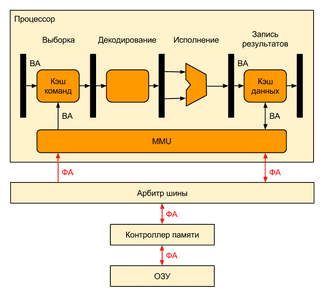 Процессор
Выборка
Декодирование
Исполнение
Запись
результатов
ВА
Кэш
команд
ВА
Кэш
данных
ВА
ВА
MMU
ФА
ФА
Арбитр шины
ФА
Контроллер памяти
ФА
ОЗУ